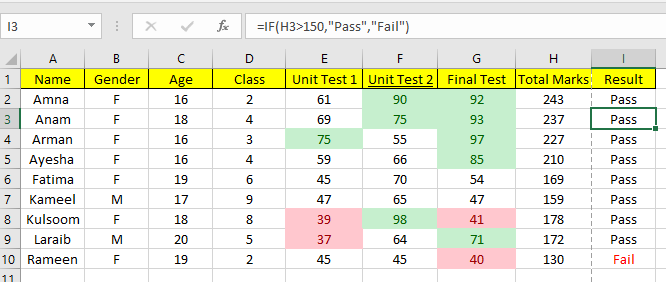 I3 fx =IF(H3>150,"Pass","Fail")
A B C D E F G H I
1 Name Gender Age Class Unit Test 1 Unit Test 2 Final Test Total Marks Result
2 Amna F 16 2 61 90 92 243 Pass
3 Anam F 18 4 69 75 93 237 Pass
4 Arman F 16 3 75 55 97 227 Pass
5 Ayesha F 16 4 59 66 85 210 Pass
6 Fatima F 19 6 45 70 54 169 Pass
7 Kameel M 17 9 47 65 47 159 Pass
8 Kulsoom F 18 8 39 98 41 178 Pass
9 Laraib M 20 5 37 64 71 172 Pass
10 Rameen F 19 2 45 45 40 130 Fail
11